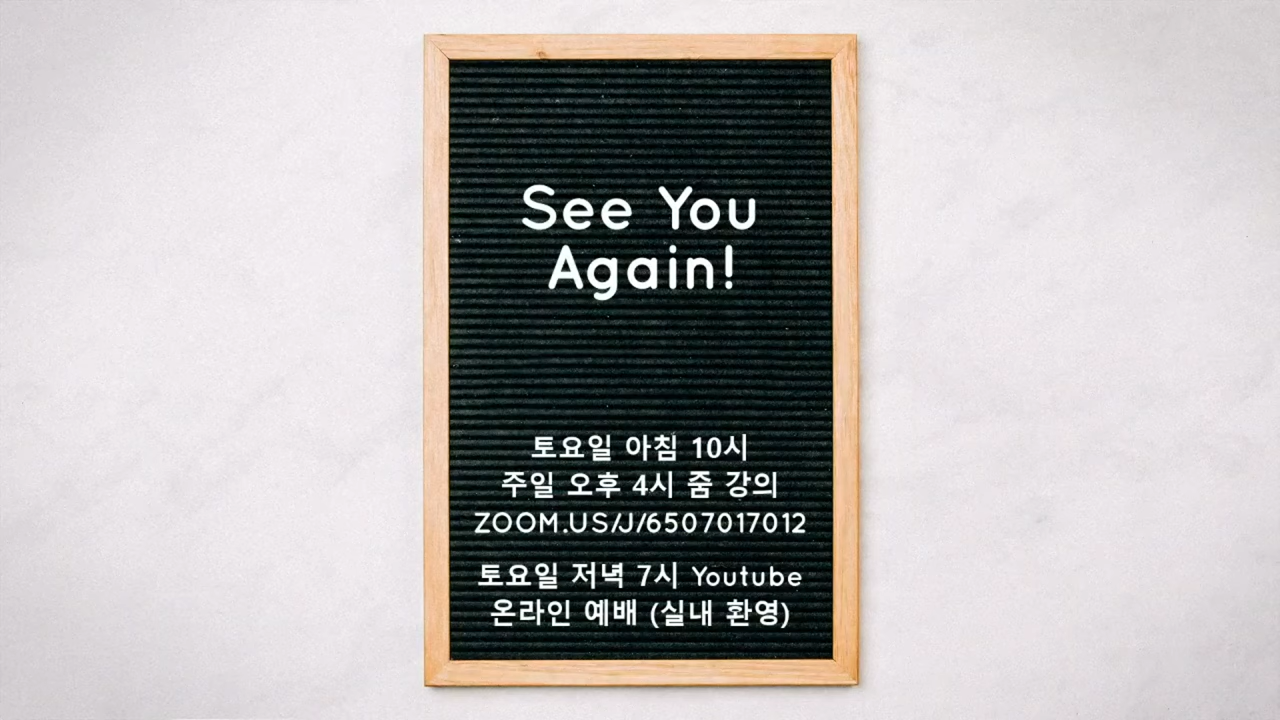 See You
Again!
토요일 아침 10시
주일 오후 4시 줌 강의
ZOOM.US/J/6507017012
토요일 저녁 7시 Youtube
온라인 예배 (실내 환영)